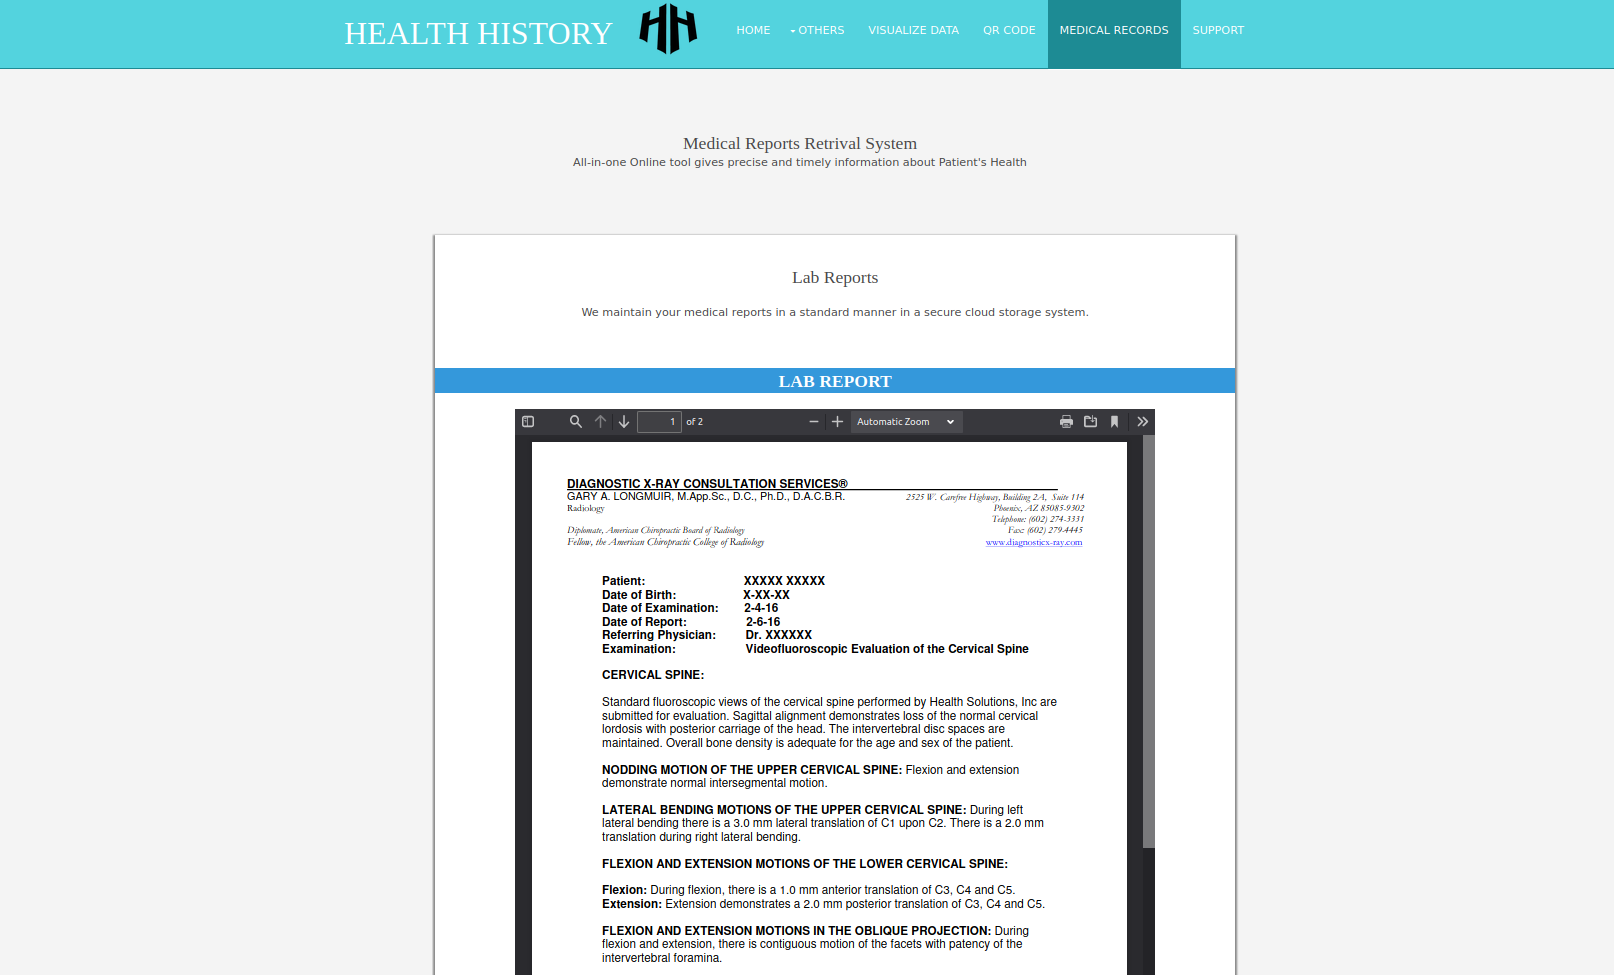 HEALTH HISTORY
HH
HOME OTHERS VISUALIZE DATA QR CODE MEDICAL RECORDS SUPPORT
Medical Reports Retrival System
All-in-one Online tool gives precise and timely information about Patient's Health
Lab Reports
We maintain your medical reports in a standard manner in a secure cloud storage system.
LAB REPORT
1 of 2 Automatic Zoom
DIAGNOSTIC X-RAY CONSULTATION SERVICES®
GARY A. LONGMUIR, M.App.Sc., D.C., Ph.D., D.A.C.B.R. 2525 W. Carefree Highway, Building 2A, Suite 114
Radiology Phoenix, AZ 85085-9302
Telephone: (602) 274-3331
Diplomate, American Chiropractic Board of Radiology Fax: (602) 279-4445
Fellow, the American Chiropractic College of Radiology www.diagnosticx-ray.com
Patient: XXXXX XXXXX
Date of Birth: X-XX-XX
Date of Examination: 2-4-16
Date of Report: 2-6-16
Referring Physician: Dr. XXXXXX
Examination: Videofluoroscopic Evaluation of the Cervical Spine
CERVICAL SPINE:
Standard fluoroscopic views of the cervical spine performed by Health Solutions, Inc are
submitted for evaluation. Sagittal alignment demonstrates loss of the normal cervical
lordosis with posterior carriage of the head. The intervertebral disc spaces are
maintained. Overall bone density is adequate for the age and sex of the patient.
NODDING MOTION OF THE UPPER CERVICAL SPINE: Flexion and extension
demonstrate normal intersegmental motion.
LATERAL BENDING MOTIONS OF THE UPPER CERVICAL SPINE: During left
lateral bending there is a 3.0 mm lateral translation of C1 upon C2. There is a 2.0 mm
translation during right lateral bending.
FLEXION AND EXTENSION MOTIONS OF THE LOWER CERVICAL SPINE:
Flexion: During flexion, there is a 1.0 mm anterior translation of C3, C4 and C5.
Extension: Extension demonstrates a 2.0 mm posterior translation of C3, C4 and C5.
FLEXION AND EXTENSION MOTIONS IN THE OBLIQUE PROJECTION: During
flexion and extension, there is contiguous motion of the facets with patency of the
intervertebral foramina.